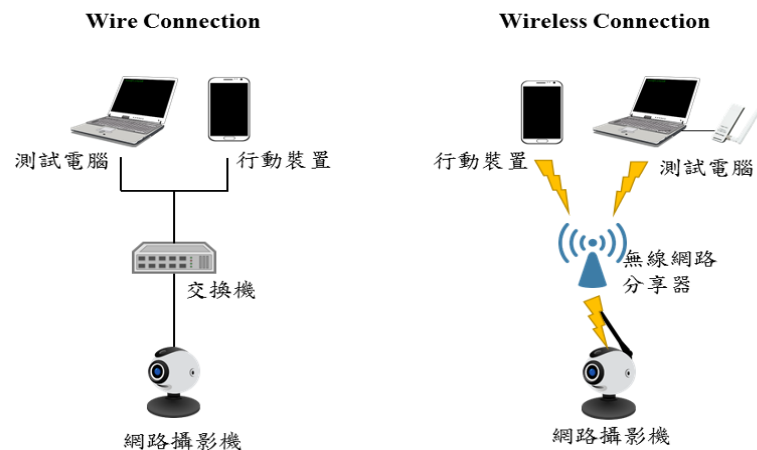 Wire Connection
測試電腦
行動裝置
交換機
網路攝影機
Wireless Connection
行動裝置
測試電腦
無線網路
分享器
網路攝影機